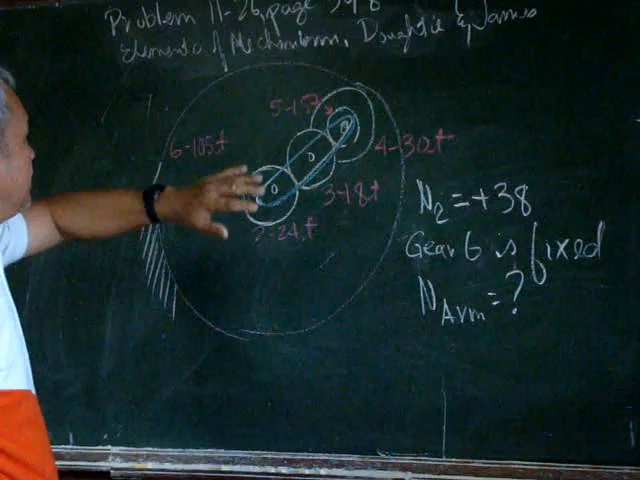 Problem 11-26, page 348
Elements of Mechanism, Doughtie & James
5-15t
6-105t
4-30t
3-18t
2-24t
N2 = +38
Gear 6 is fixed
NArm = ?